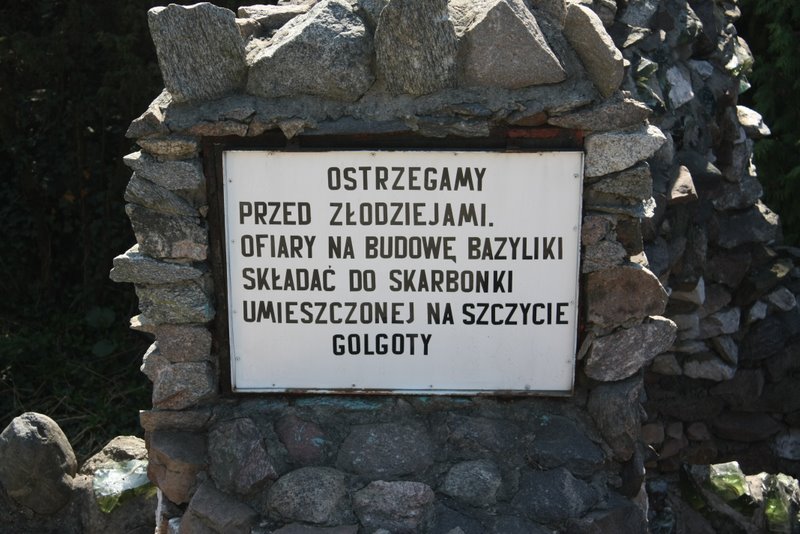 OSTRZEGAMY
PRZED ZŁODZIEJAMI.
OFIARY NA BUDOWĘ BAZYLIKI
SKŁADAĆ DO SKARBONKI
UMIESZCZONEJ NA SZCZYCIE
GOLGOTY